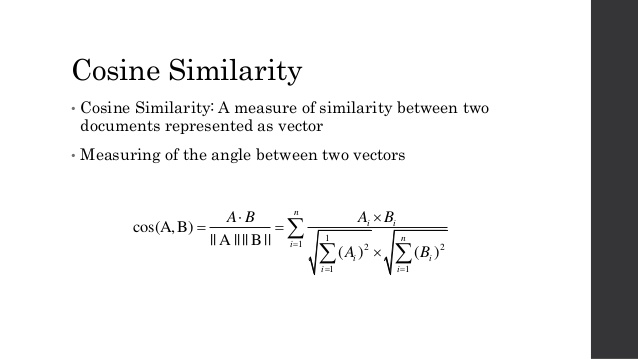 Cosine Similarity
• Cosine Similarity: A measure of similarity between two
documents represented as vector
• Measuring of the angle between two vectors
cos(A,B) = \frac{A \cdot B}{||A||||B||} = \sum_{i=1}^{n} \frac{A_i \times B_i}{\sqrt{\sum_{i=1}^{1} (A_i)^2} \times \sqrt{\sum_{i=1}^{n} (B_i)^2}}